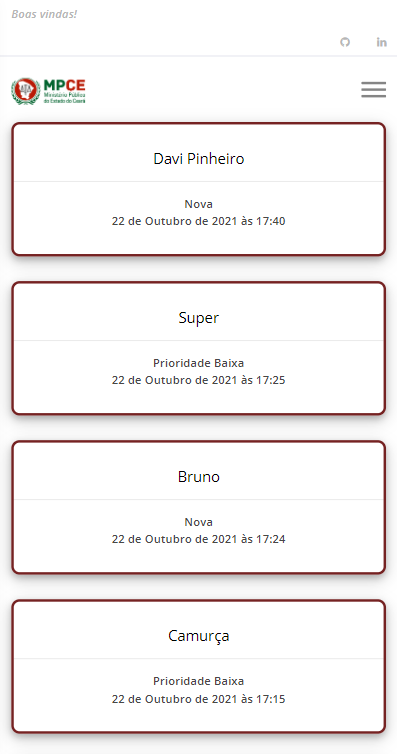 Boas vindas!
MPCE
Ministério Público
do Estado do Ceará
Davi Pinheiro
Nova
22 de Outubro de 2021 às 17:40
Super
Prioridade Baixa
22 de Outubro de 2021 às 17:25
Bruno
Nova
22 de Outubro de 2021 às 17:24
Camurça
Prioridade Baixa
22 de Outubro de 2021 às 17:15